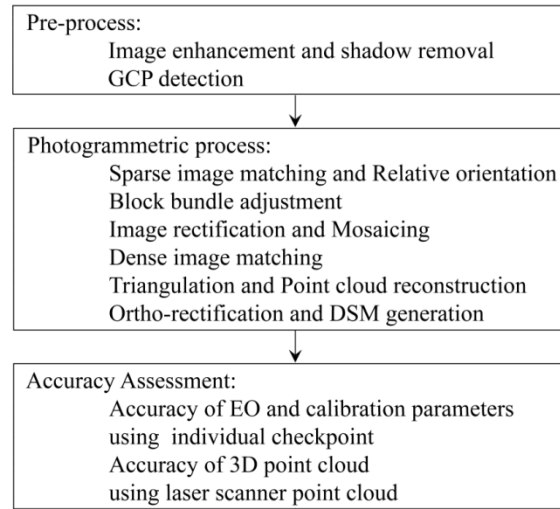 Pre-process:
Image enhancement and shadow removal
GCP detection
Photogrammetric process:
Sparse image matching and Relative orientation
Block bundle adjustment
Image rectification and Mosaicing
Dense image matching
Triangulation and Point cloud reconstruction
Ortho-rectification and DSM generation
Accuracy Assessment:
Accuracy of EO and calibration parameters
using individual checkpoint
Accuracy of 3D point cloud
using laser scanner point cloud